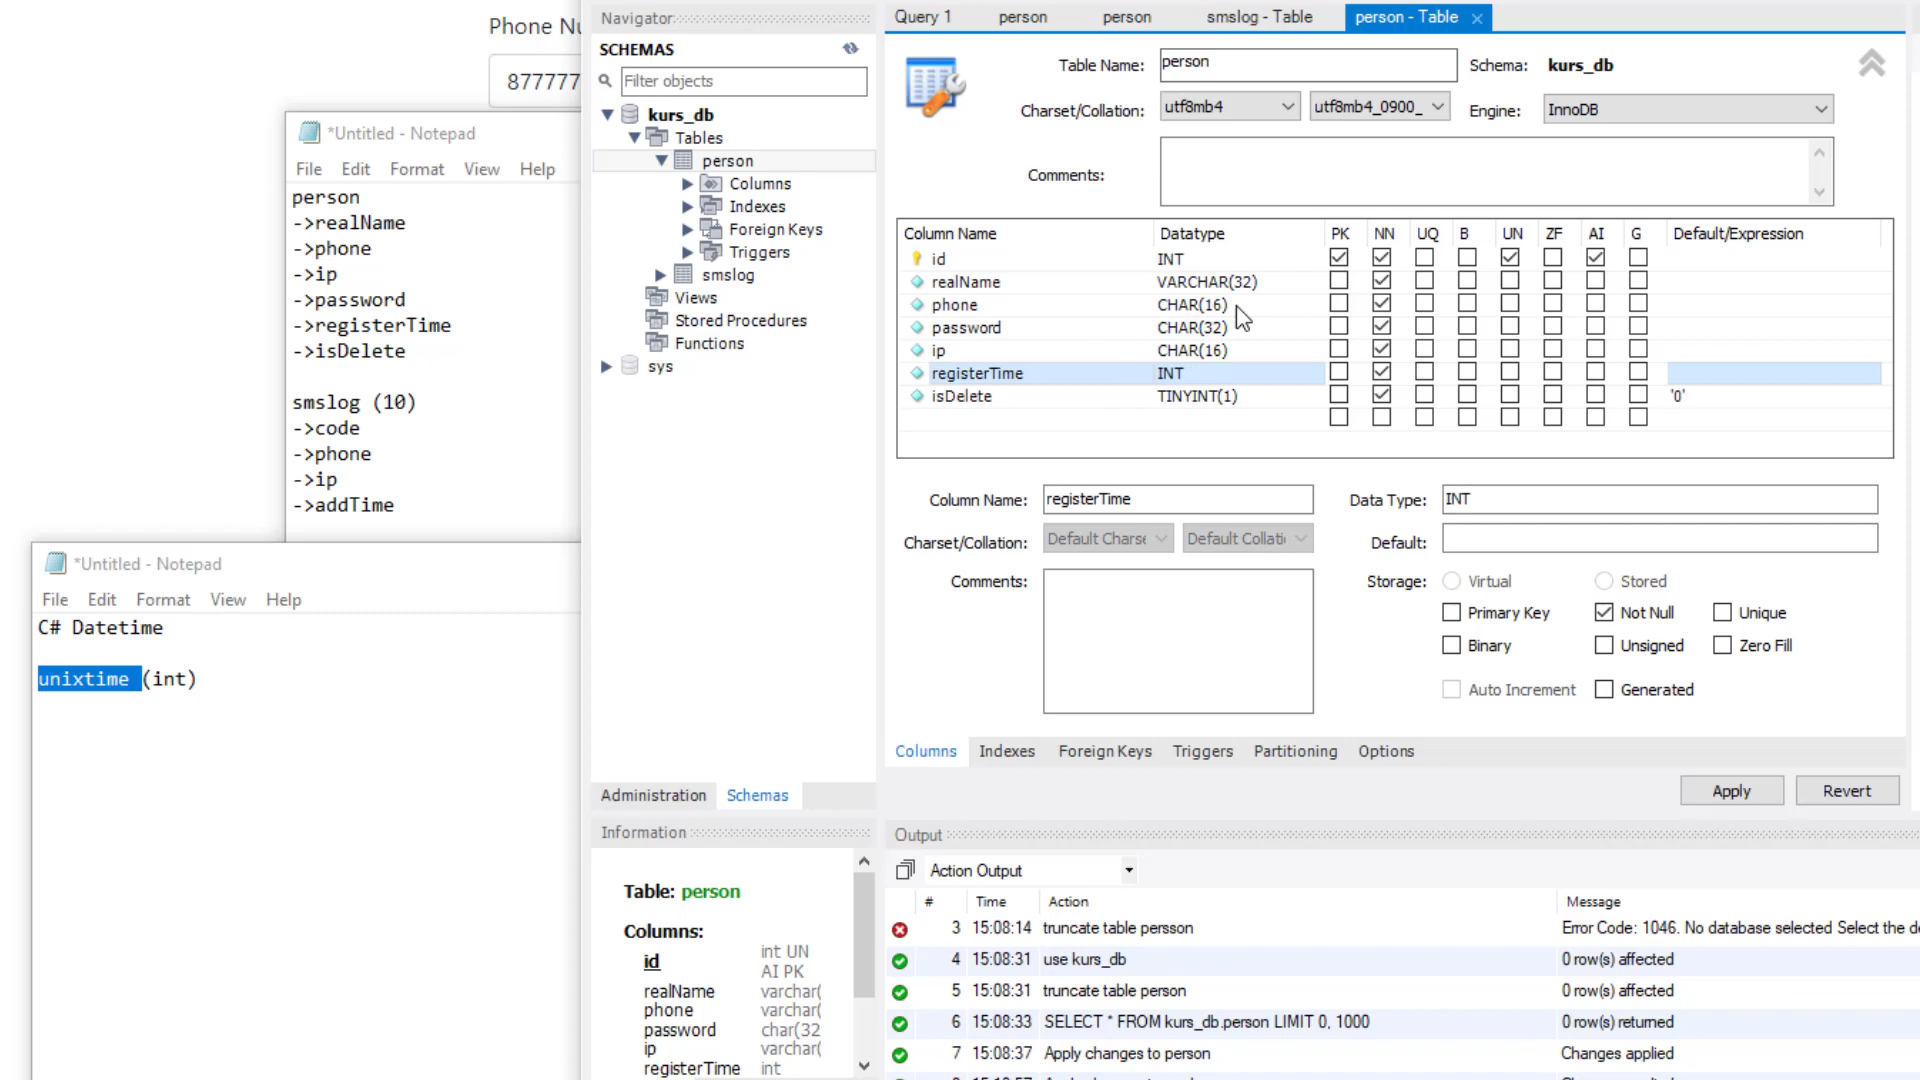 Phone Nu
877777
*Untitled - Notepad
File Edit Format View Help
person
->realName
->phone
->ip
->password
->registerTime
->isDelete
smslog (10)
->code
->phone
->ip
->addTime
*Untitled - Notepad
File Edit Format View Help
C# Datetime
unixtime (int)
Navigator
SCHEMAS
Filter objects
kurs_db
Tables
person
Columns
Indexes
Foreign Keys
Triggers
smslog
Views
Stored Procedures
Functions
sys
Administration Schemas
Information
Table: person
Columns:
id int UN
AI PK
realName varchar(
phone varchar(
password char(32
ip varchar(
registerTime int
Query 1 person person smslog - Table person - Table
Table Name: person Schema: kurs_db
Charset/Collation: utf8mb4 utf8mb4_0900_ Engine: InnoDB
Comments:
Column Name Datatype PK NN UQ B UN ZF AI G Default/Expression
id INT
realName VARCHAR(32)
phone CHAR(16)
password CHAR(32)
ip CHAR(16)
registerTime INT
isDelete TINYINT(1) '0'
Column Name: registerTime Data Type: INT
Charset/Collation: Default Charse Default Collati Default:
Comments: Storage: Virtual Stored
Primary Key Not Null Unique
Binary Unsigned Zero Fill
Auto Increment Generated
Columns Indexes Foreign Keys Triggers Partitioning Options
Apply Revert
Output
Action Output
# Time Action Message
3 15:08:14 truncate table persson Error Code: 1046. No database selected Select the de
4 15:08:31 use kurs_db 0 row(s) affected
5 15:08:31 truncate table person 0 row(s) affected
6 15:08:33 SELECT * FROM kurs_db.person LIMIT 0, 1000 0 row(s) returned
7 15:08:37 Apply changes to person Changes applied